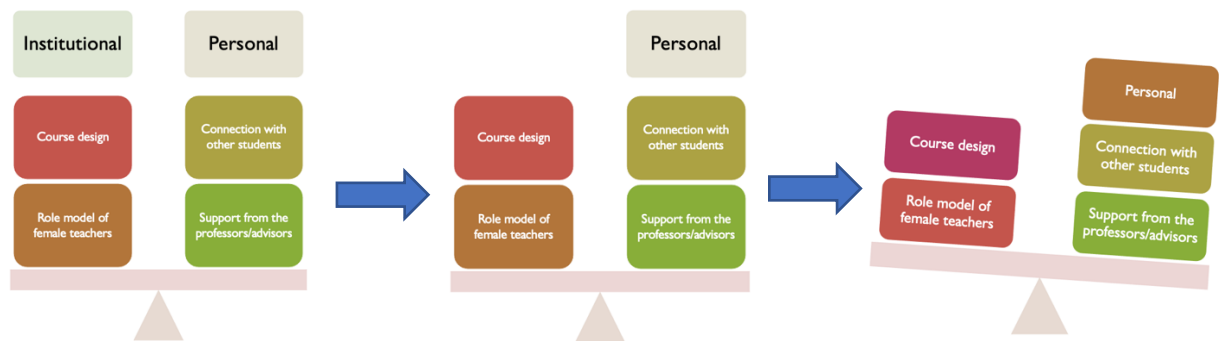 Institutional
Personal
Course design
Connection with
other students
Role model of
female teachers
Support from the
professors/advisors
Personal
Course design
Connection with
other students
Role model of
female teachers
Support from the
professors/advisors
Personal
Course design
Connection with
other students
Role model of
female teachers
Support from the
professors/advisors